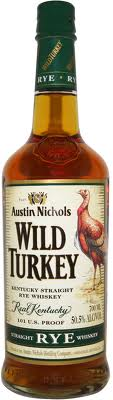 RYE WHISKEY
Austin Nichols
WILD
TURKEY
KENTUCKY STRAIGHT
RYE WHISKEY
Real Kentucky
700 ML
50.5% ALC/VOL
101 U.S. PROOF
STRAIGHT RYE WHISKEY